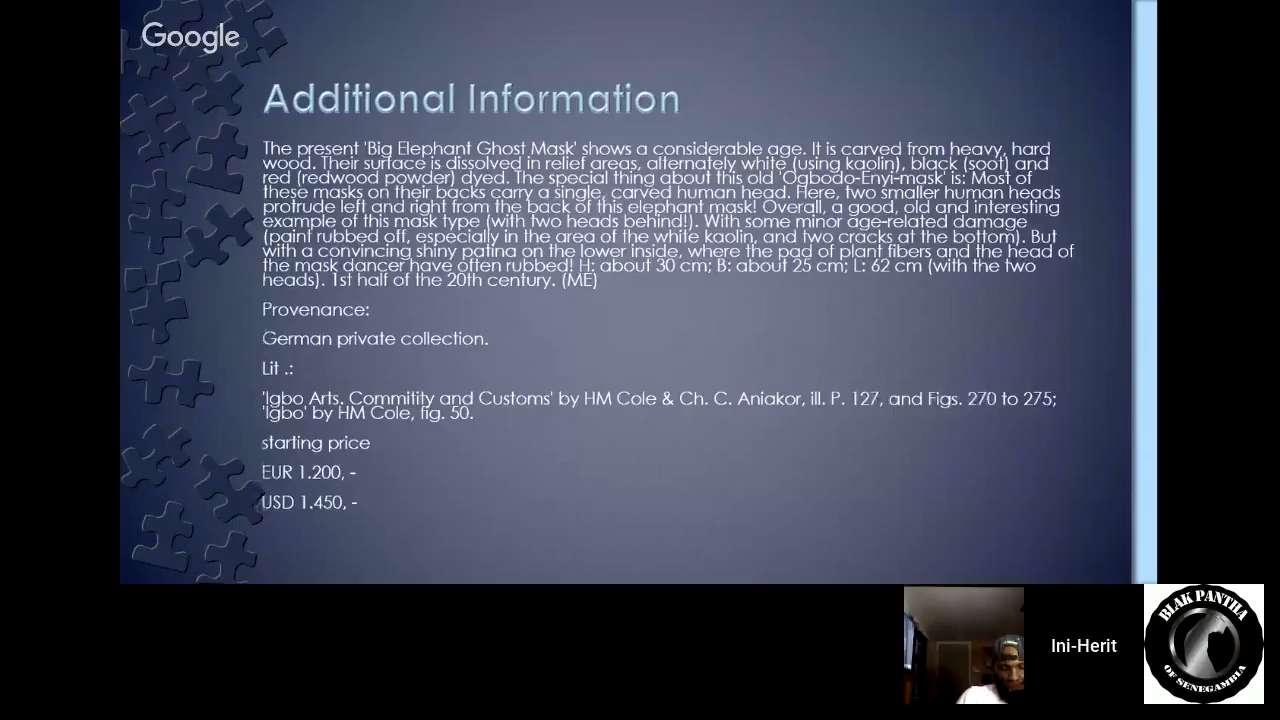 Google
Additional Information
The present 'Big Elephant Ghost Mask' shows a considerable age. It is carved from heavy, hard
wood. Their surface is dissolved in relief areas, alternately white (using kaolin), black (soot) and
red (redwood powder) dyed. The special thing about this old 'Ogbodo-Enyi-mask' is: Most of
these masks on their backs carry a single, carved human head. Here, two smaller human heads
protrude left and right from the back of this elephant mask! Overall, a good, old and interesting
example of this mask type (with two heads behind!). With some minor age-related damage
(paint rubbed off, especially in the area of the white kaolin, and two cracks at the bottom). But
with a convincing shiny patina on the lower inside, where the pad of plant fibers and the head of
the mask dancer have often rubbed! H: about 30 cm; B: about 25 cm; L: 62 cm (with the two
heads). 1st half of the 20th century. (ME)
Provenance:
German private collection.
Lit .:
'Igbo Arts. Commitity and Customs' by HM Cole & Ch. C. Aniakor, ill. P. 127, and Figs. 270 to 275;
'Igbo' by HM Cole, fig. 50.
starting price
EUR 1.200, -
USD 1.450, -
Ini-Herit
BLAK PANTHA
OF SENEGAMBIA